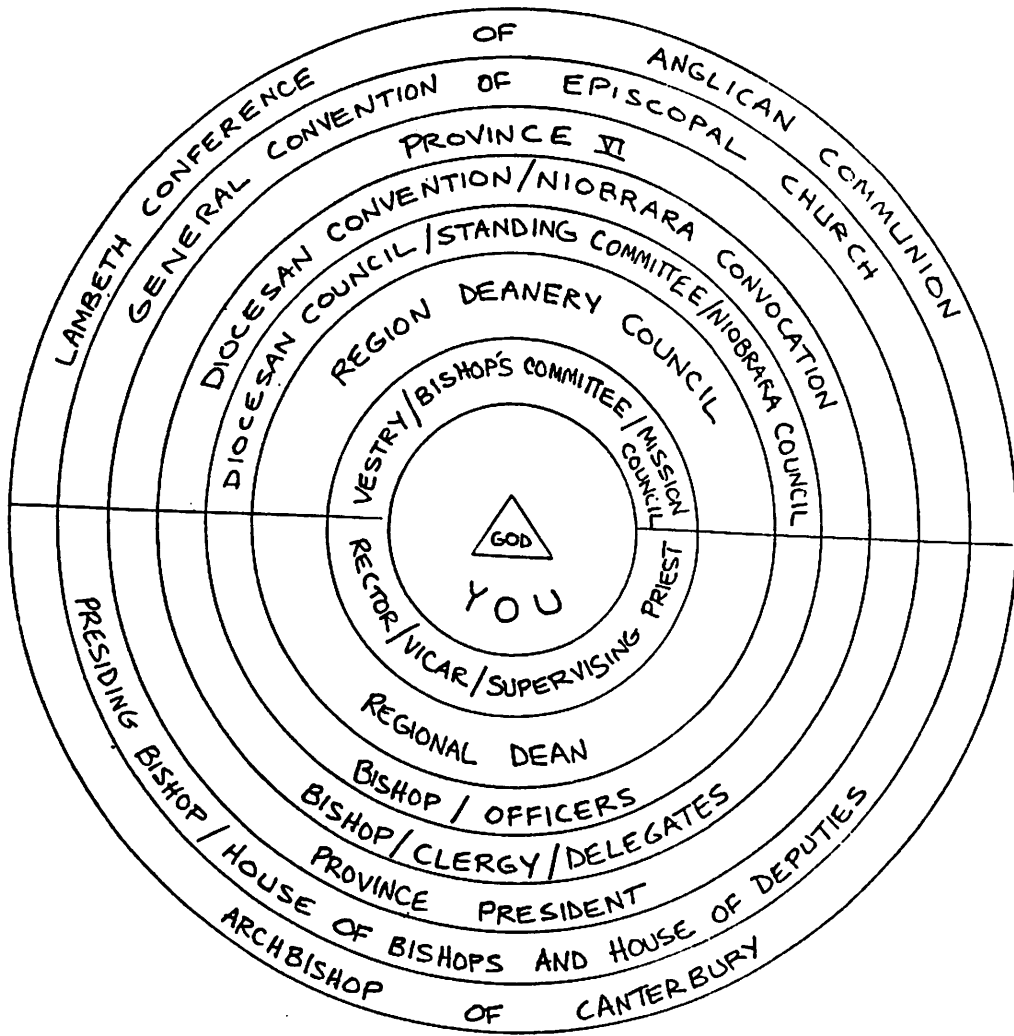 LAMBETH CONFERENCE OF ANGLICAN COMMUNION
GENERAL CONVENTION OF EPISCOPAL CHURCH
PROVINCE VI
DIOCESAN CONVENTION/NIOBRARA CONVOCATION
DIOCESAN COUNCIL/STANDING COMMITTEE/NIOBRARA COUNCIL
REGION DEANERY COUNCIL
VESTRY/BISHOP'S COMMITTEE/MISSION COUNCIL
GOD
YOU
RECTOR/VICAR/SUPERVISING PRIEST
REGIONAL DEAN
BISHOP/OFFICERS
BISHOP/CLERGY/DELEGATES
PROVINCE PRESIDENT
PRESIDING BISHOP/HOUSE OF BISHOPS AND HOUSE OF DEPUTIES
ARCHBISHOP OF CANTERBURY